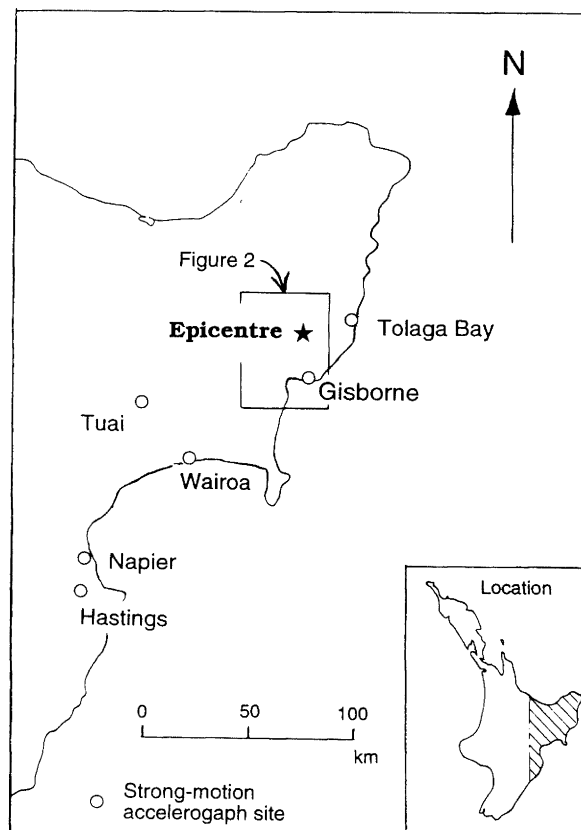 N
Figure 2
Epicentre
Tolaga Bay
Gisborne
Tuai
Wairoa
Napier
Hastings
Location
0 50 100
km
Strong-motion
accelerogaph site